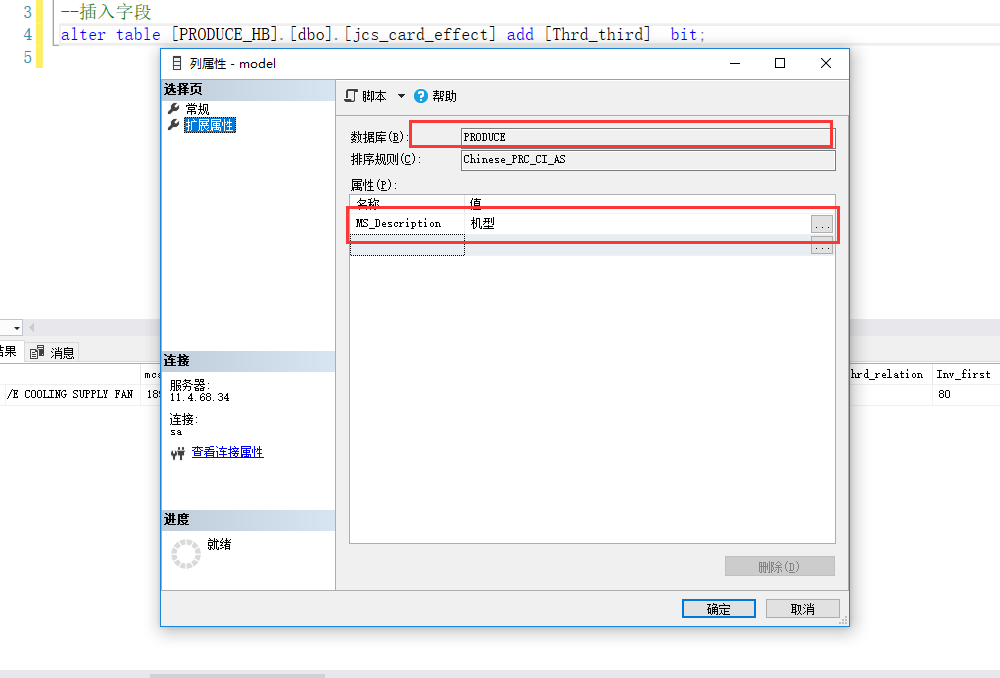 3 --插入字段
4 alter table [PRODUCE_HB].[dbo].[jcs_card_effect] add [Thrd_third] bit;
5
列属性 - model
选择页
常规
扩展属性
脚本
帮助
数据库(B):
PRODUCE
排序规则(C):
Chinese_PRC_CI_AS
属性(P):
名称 值
MS_Description 机型 ...
...
连接
服务器:
11.4.68.34
连接:
sa
查看连接属性
进度
就绪
删除(D)
确定 取消
果 消息
hrd_relation Inv_first
/E COOLING SUPPLY FAN 80